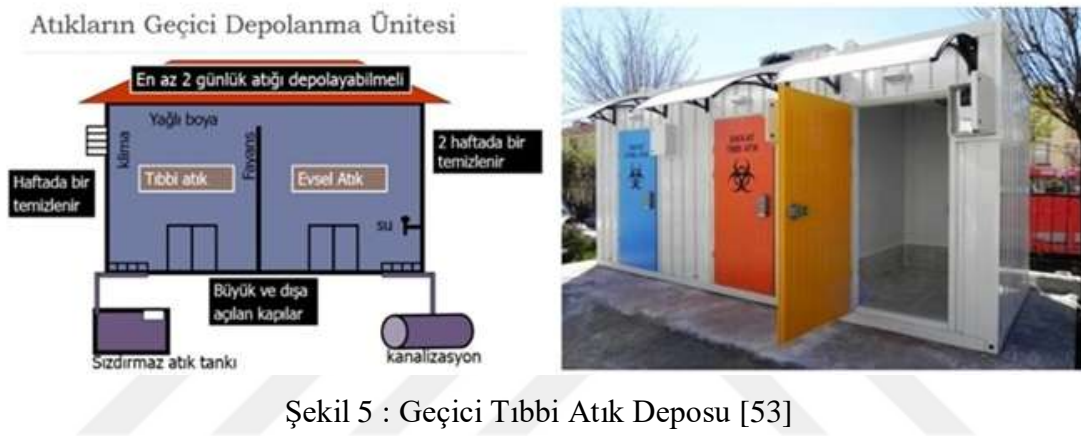 Atıkların Geçici Depolanma Ünitesi
En az 2 günlük atığı depolayabilmeli
Yağlı boya
klima
Fayans
2 haftada bir
temizlenir
Tıbbi atık
Evsel Atık
Haftada bir
temizlenir
su
Büyük ve dışa
açılan kapılar
Sızdırmaz atık tankı
kanalizasyon
TIBBİ ATIK
Şekil 5 : Geçici Tıbbi Atık Deposu [53]